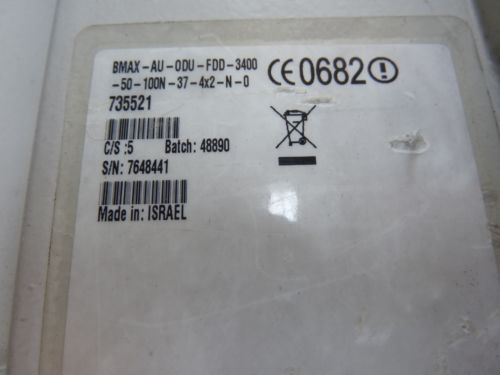 BMAX-AU-ODU-FDD-3400
-50-100N-37-4x2-N-0
CE0682
735521
C/S :5 Batch: 48890
S/N: 7648441
Made in: ISRAEL